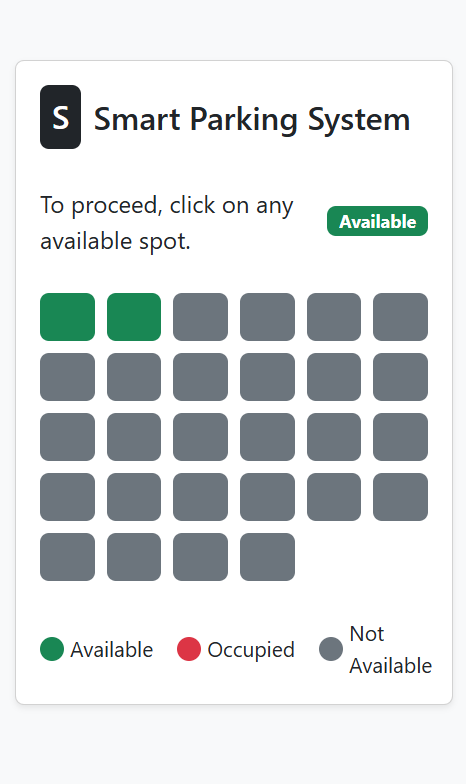 S
Smart Parking System
To proceed, click on any
available spot.
Available
Available
Occupied
Not
Available